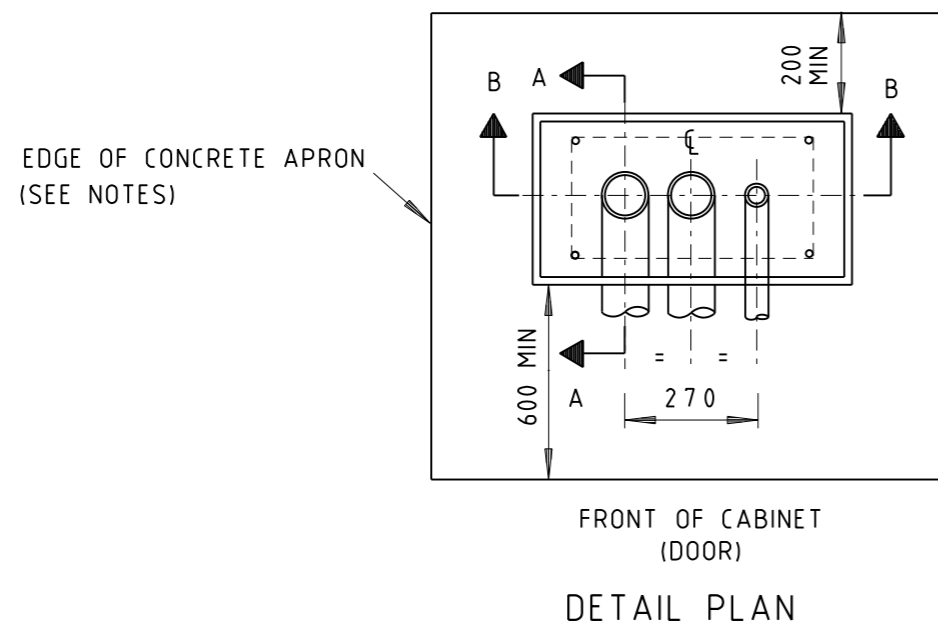 200
MIN
B
A
B
℄
EDGE OF CONCRETE APRON
(SEE NOTES)
600 MIN
=
=
A
270
FRONT OF CABINET
(DOOR)
DETAIL PLAN